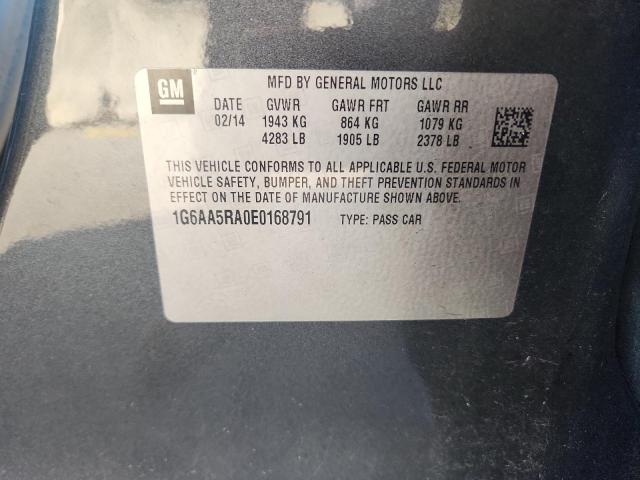 GM
MFD BY GENERAL MOTORS LLC
DATE GVWR GAWR FRT GAWR RR
02/14 1943 KG 864 KG 1079 KG
4283 LB 1905 LB 2378 LB
THIS VEHICLE CONFORMS TO ALL APPLICABLE U.S. FEDERAL MOTOR
VEHICLE SAFETY, BUMPER, AND THEFT PREVENTION STANDARDS IN
EFFECT ON THE DATE OF MANUFACTURE SHOWN ABOVE.
1G6AA5RA0E0168791 TYPE: PASS CAR